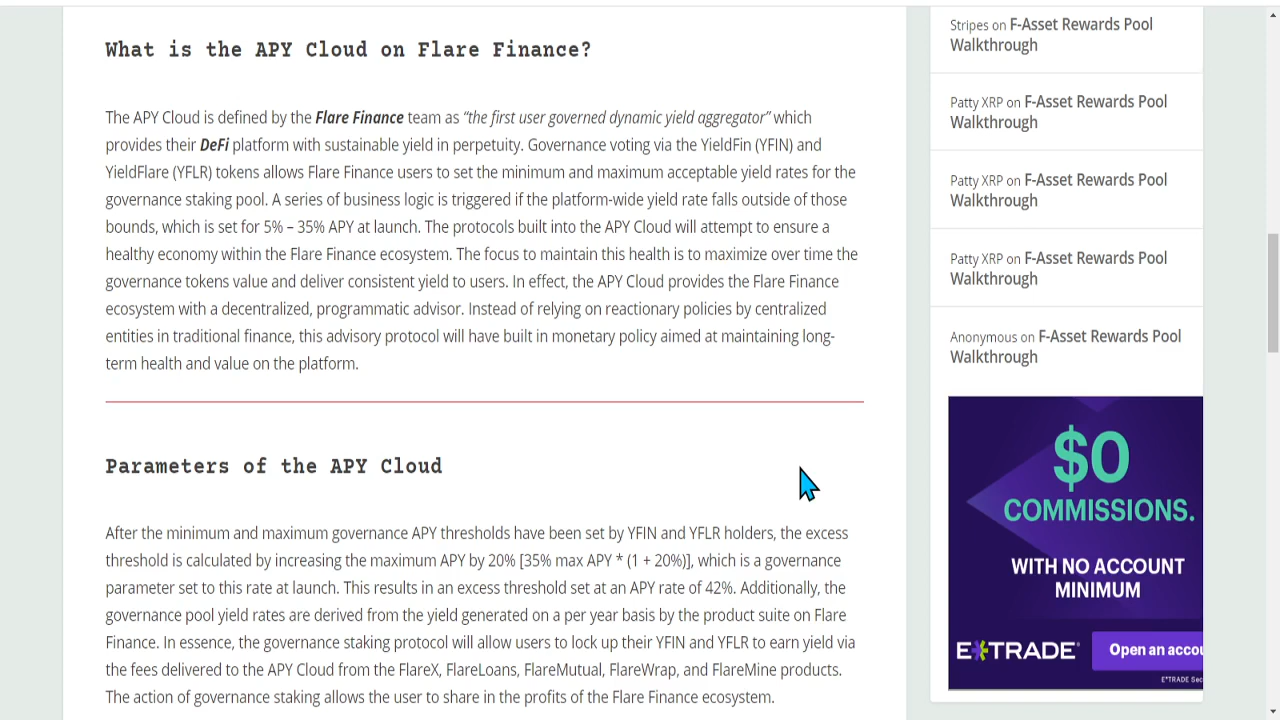 What is the APY Cloud on Flare Finance?
The APY Cloud is defined by the Flare Finance team as “the first user governed dynamic yield aggregator” which
provides their DeFi platform with sustainable yield in perpetuity. Governance voting via the YieldFin (YFIN) and
YieldFlare (YFLR) tokens allows Flare Finance users to set the minimum and maximum acceptable yield rates for the
governance staking pool. A series of business logic is triggered if the platform-wide yield rate falls outside of those
bounds, which is set for 5% – 35% APY at launch. The protocols built into the APY Cloud will attempt to ensure a
healthy economy within the Flare Finance ecosystem. The focus to maintain this health is to maximize over time the
governance tokens value and deliver consistent yield to users. In effect, the APY Cloud provides the Flare Finance
ecosystem with a decentralized, programmatic advisor. Instead of relying on reactionary policies by centralized
entities in traditional finance, this advisory protocol will have built in monetary policy aimed at maintaining long-
term health and value on the platform.
Parameters of the APY Cloud
After the minimum and maximum governance APY thresholds have been set by YFIN and YFLR holders, the excess
threshold is calculated by increasing the maximum APY by 20% [35% max APY * (1 + 20%)], which is a governance
parameter set to this rate at launch. This results in an excess threshold set at an APY rate of 42%. Additionally, the
governance pool yield rates are derived from the yield generated on a per year basis by the product suite on Flare
Finance. In essence, the governance staking protocol will allow users to lock up their YFIN and YFLR to earn yield via
the fees delivered to the APY Cloud from the FlareX, FlareLoans, FlareMutual, FlareWrap, and FlareMine products.
The action of governance staking allows the user to share in the profits of the Flare Finance ecosystem.
Stripes on F-Asset Rewards Pool
Walkthrough
Patty XRP on F-Asset Rewards Pool
Walkthrough
Patty XRP on F-Asset Rewards Pool
Walkthrough
Patty XRP on F-Asset Rewards Pool
Walkthrough
Anonymous on F-Asset Rewards Pool
Walkthrough
$0
COMMISSIONS.
WITH NO ACCOUNT
MINIMUM
E*TRADE
Open an accou
E*TRADE Sec